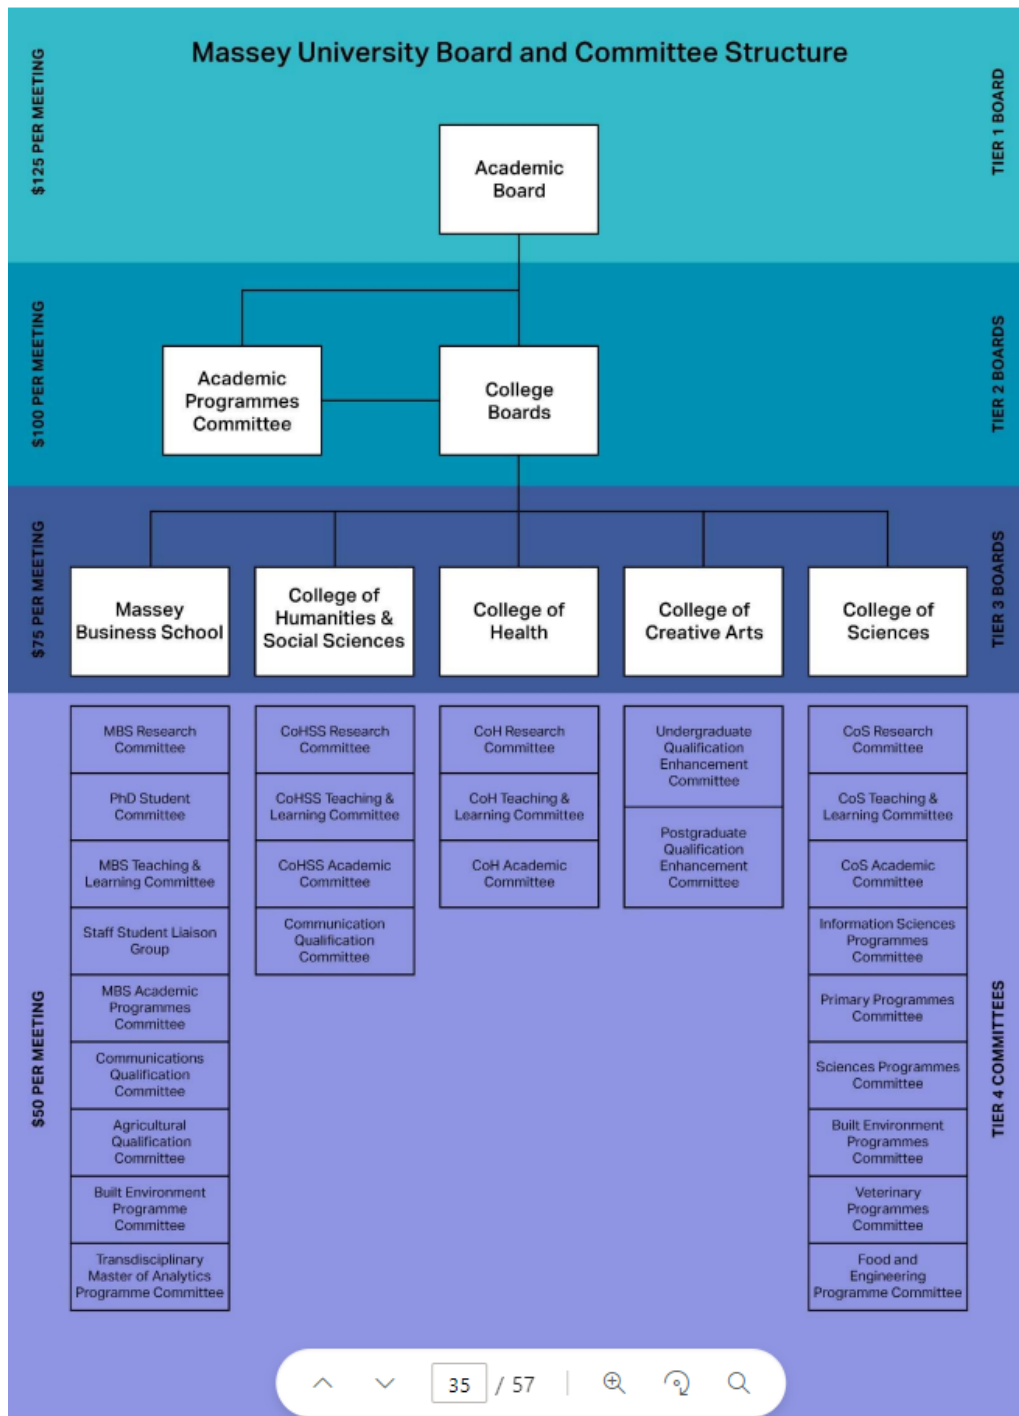 Massey University Board and Committee Structure
$125 PER MEETING
TIER 1 BOARD
Academic
Board
$100 PER MEETING
TIER 2 BOARDS
Academic
Programmes
Committee
College
Boards
$75 PER MEETING
TIER 3 BOARDS
Massey
Business School
College of
Humanities &
Social Sciences
College of
Health
College of
Creative Arts
College of
Sciences
$50 PER MEETING
TIER 4 COMMITTEES
MBS Research
Committee
PhD Student
Committee
MBS Teaching &
Learning Committee
Staff Student Liaison
Group
MBS Academic
Programmes
Committee
Communications
Qualification
Committee
Agricultural
Qualification
Committee
Built Environment
Programme
Committee
Transdisciplinary
Master of Analytics
Programme Committee
CoHSS Research
Committee
CoHSS Teaching &
Learning Committee
CoHSS Academic
Committee
Communication
Qualification
Committee
CoH Research
Committee
CoH Teaching &
Learning Committee
CoH Academic
Committee
Undergraduate
Qualification
Enhancement
Committee
Postgraduate
Qualification
Enhancement
Committee
CoS Research
Committee
CoS Teaching &
Learning Committee
CoS Academic
Committee
Information Sciences
Programmes
Committee
Primary Programmes
Committee
Sciences Programmes
Committee
Built Environment
Programmes
Committee
Veterinary
Programmes
Committee
Food and
Engineering
Programme Committee
35 / 57